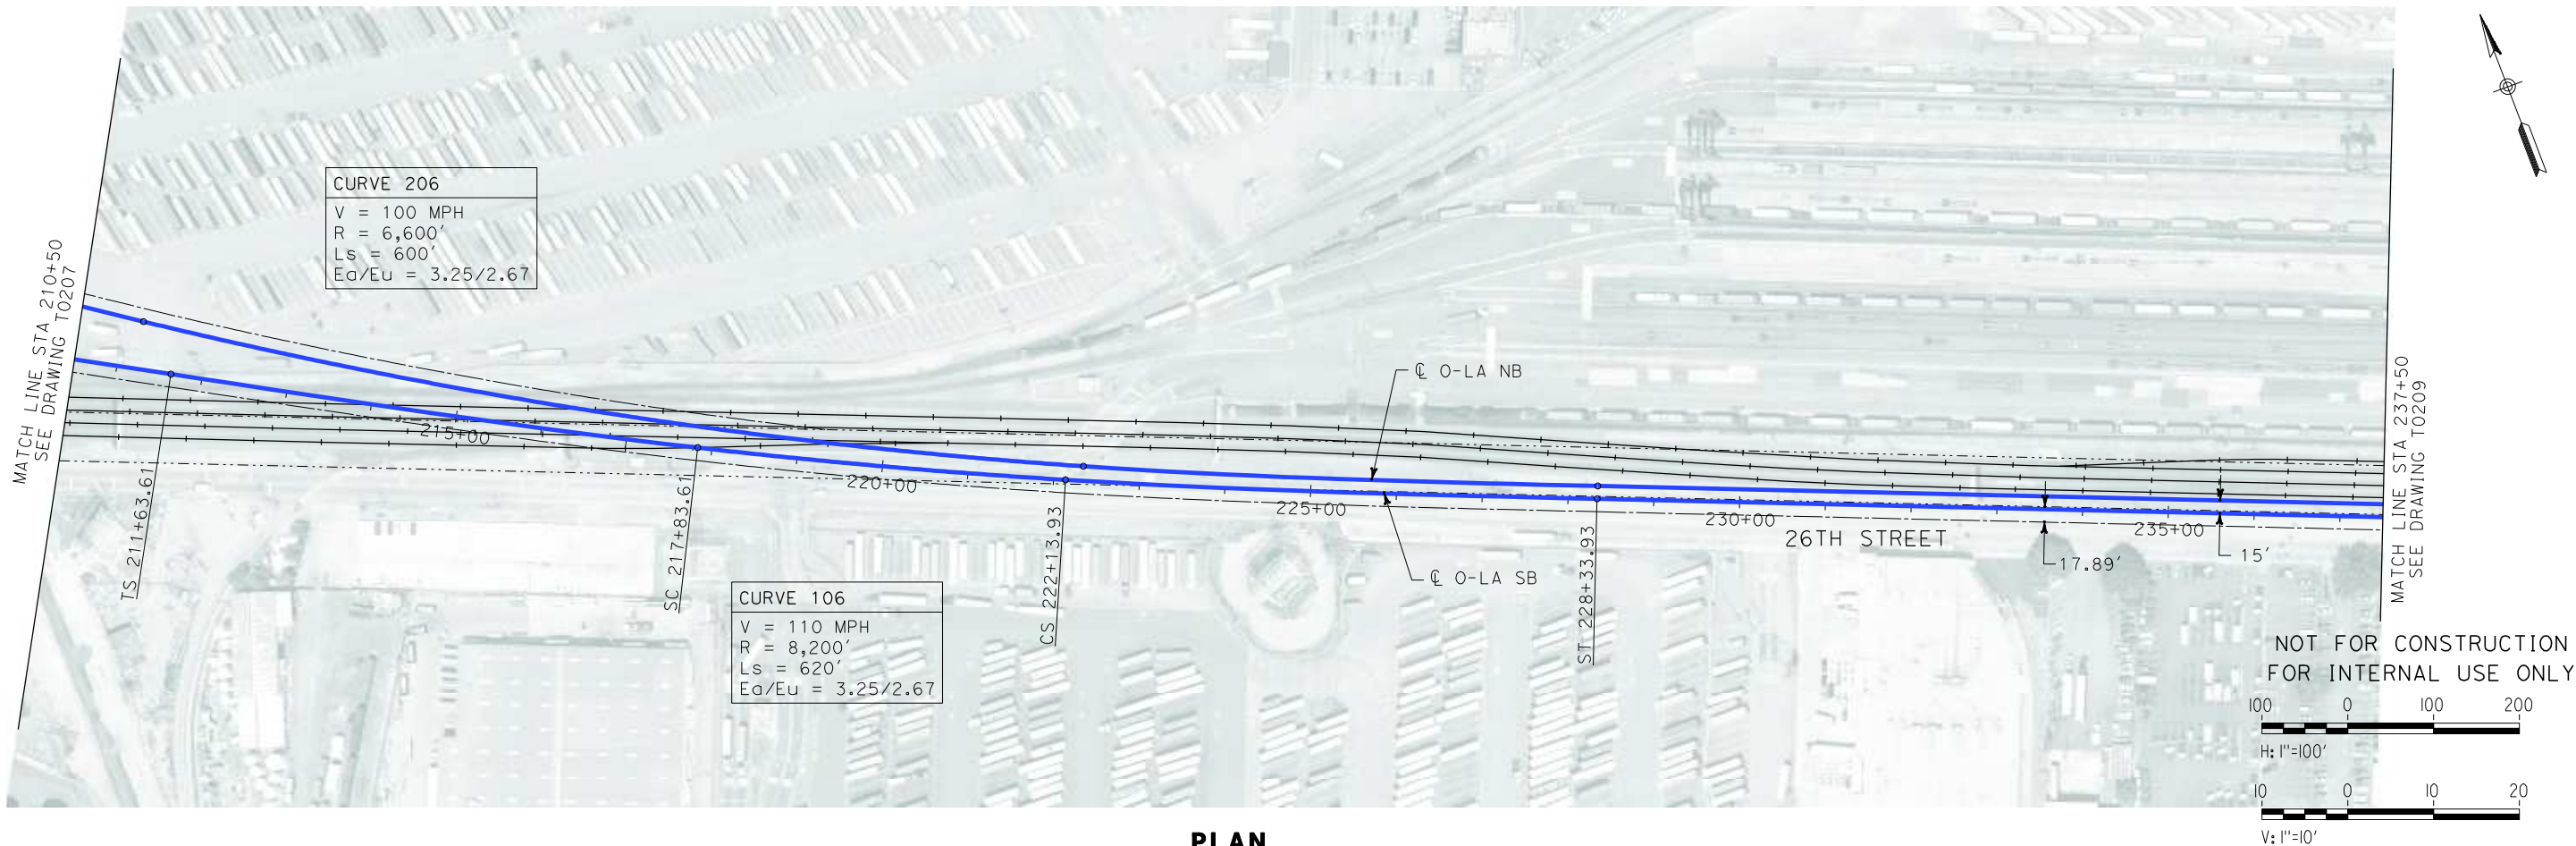 CURVE 206
V = 100 MPH
R = 6,600'
Ls = 600'
Ea/Eu = 3.25/2.67
MATCH LINE STA 210+50
SEE DRAWING T0207
TS 211+63.61
215+00
SC 217+83.61
220+00
CS 222+13.93
225+00
℄ O-LA NB
℄ O-LA SB
ST 228+33.93
230+00
26TH STREET
17.89'
235+00
15'
MATCH LINE STA 237+50
SEE DRAWING T0209
CURVE 106
V = 110 MPH
R = 8,200'
Ls = 620'
Ea/Eu = 3.25/2.67
NOT FOR CONSTRUCTION
FOR INTERNAL USE ONLY
100 0 100 200
H: 1"=100'
10 0 10 20
V: 1"=10'
PLAN